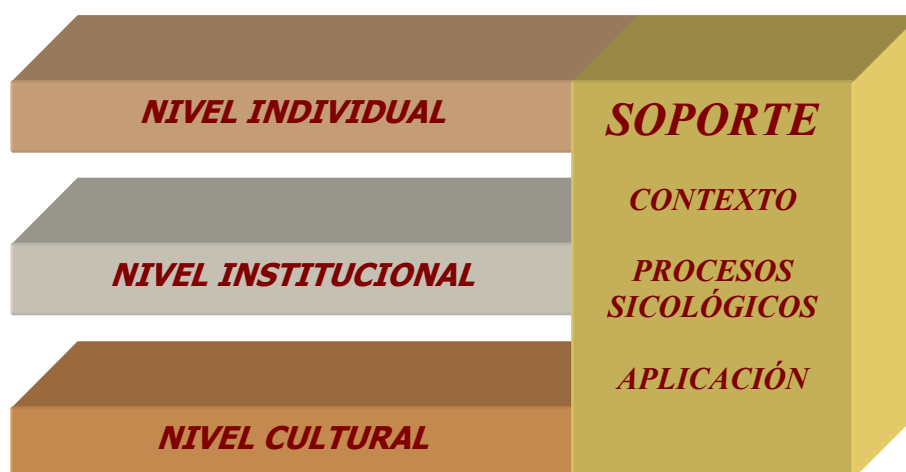 NIVEL INDIVIDUAL
NIVEL INSTITUCIONAL
NIVEL CULTURAL
SOPORTE
CONTEXTO
PROCESOS
SICOLÓGICOS
APLICACIÓN